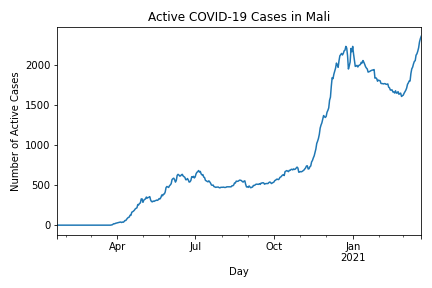 Active COVID-19 Cases in Mali
Number of Active Cases
2000
1500
1000
500
0
Apr
Jul
Oct
Jan
2021
Day